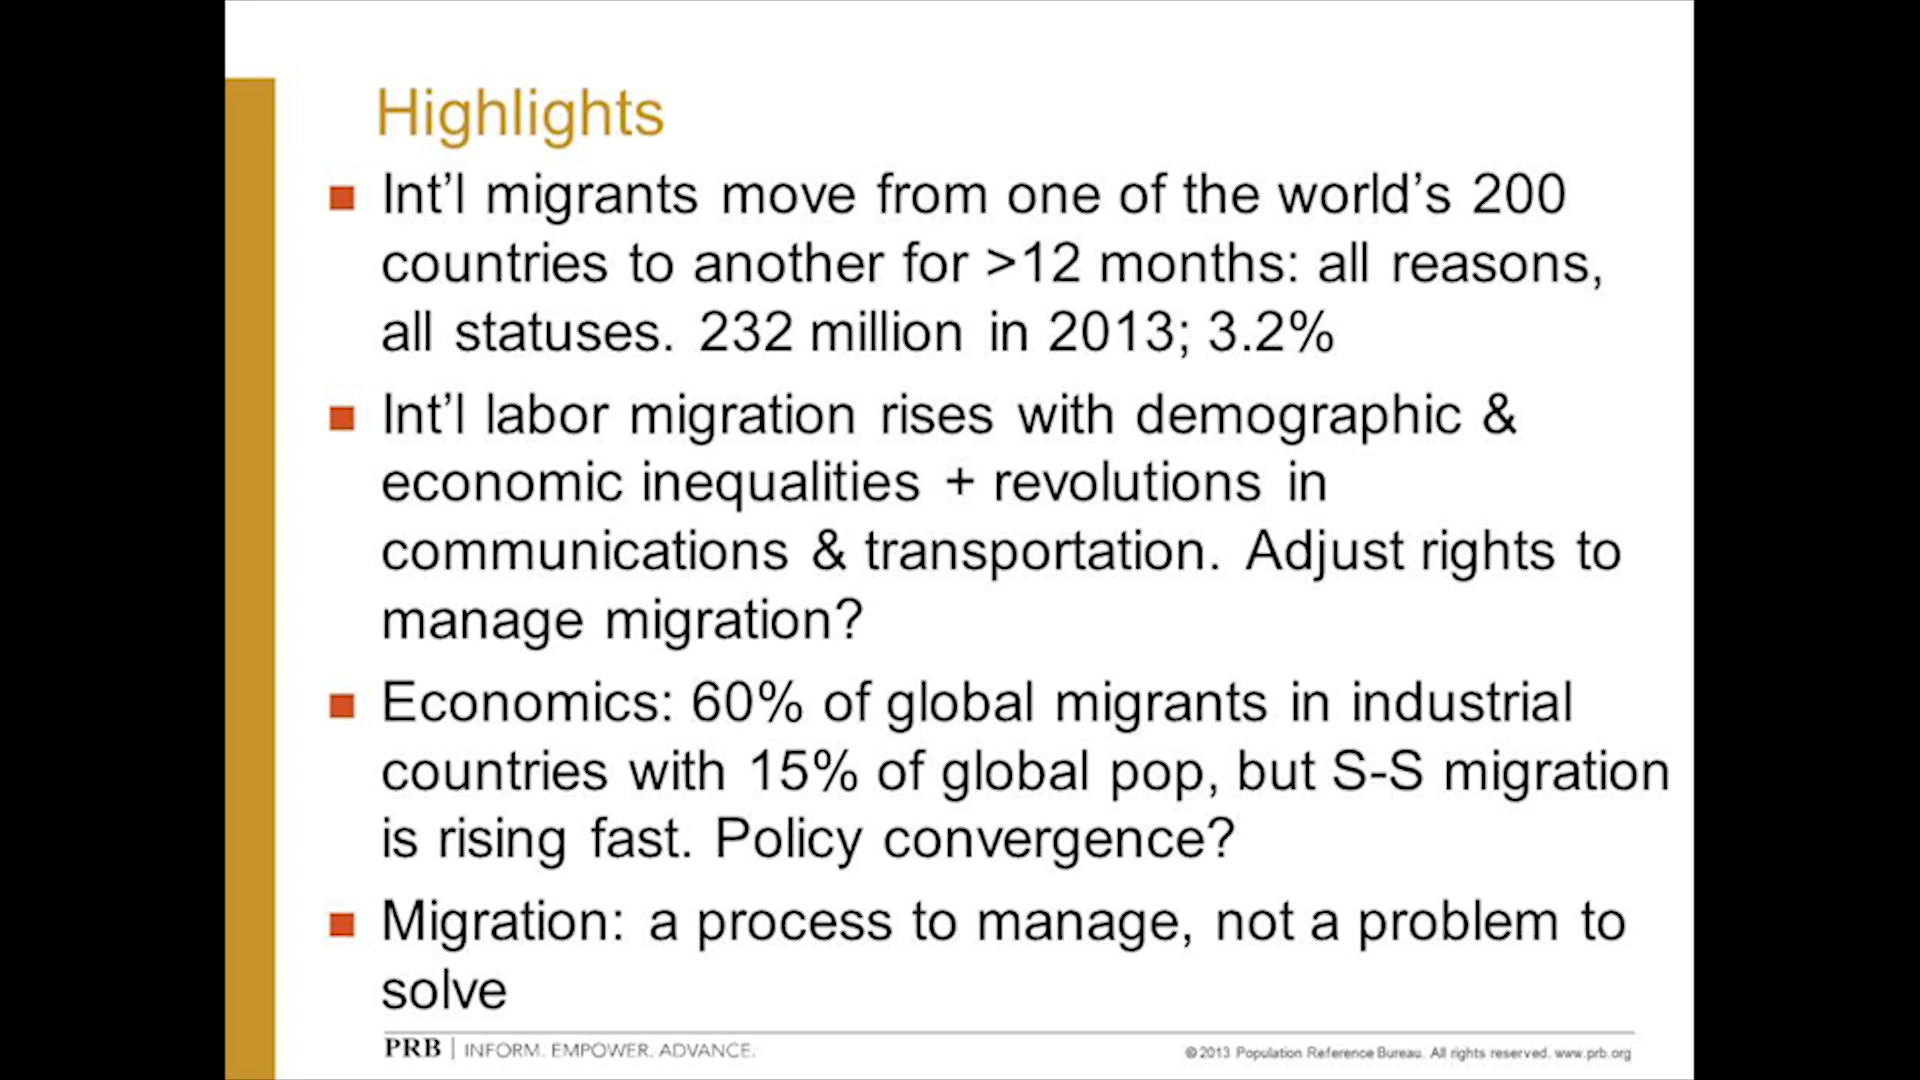 Highlights
Int'l migrants move from one of the world's 200
countries to another for >12 months: all reasons,
all statuses. 232 million in 2013; 3.2%
Int'l labor migration rises with demographic &
economic inequalities + revolutions in
communications & transportation. Adjust rights to
manage migration?
Economics: 60% of global migrants in industrial
countries with 15% of global pop, but S-S migration
is rising fast. Policy convergence?
Migration: a process to manage, not a problem to
solve
PRB | INFORM. EMPOWER. ADVANCE.
© 2013 Population Reference Bureau. All rights reserved. www.prb.org